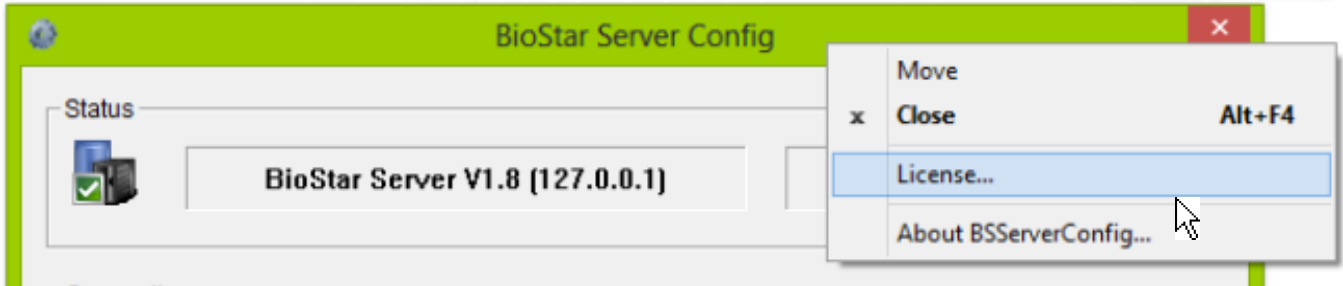 BioStar Server Config
Move
Status
x Close Alt+F4
BioStar Server V1.8 (127.0.0.1)
License...
About BSServerConfig...